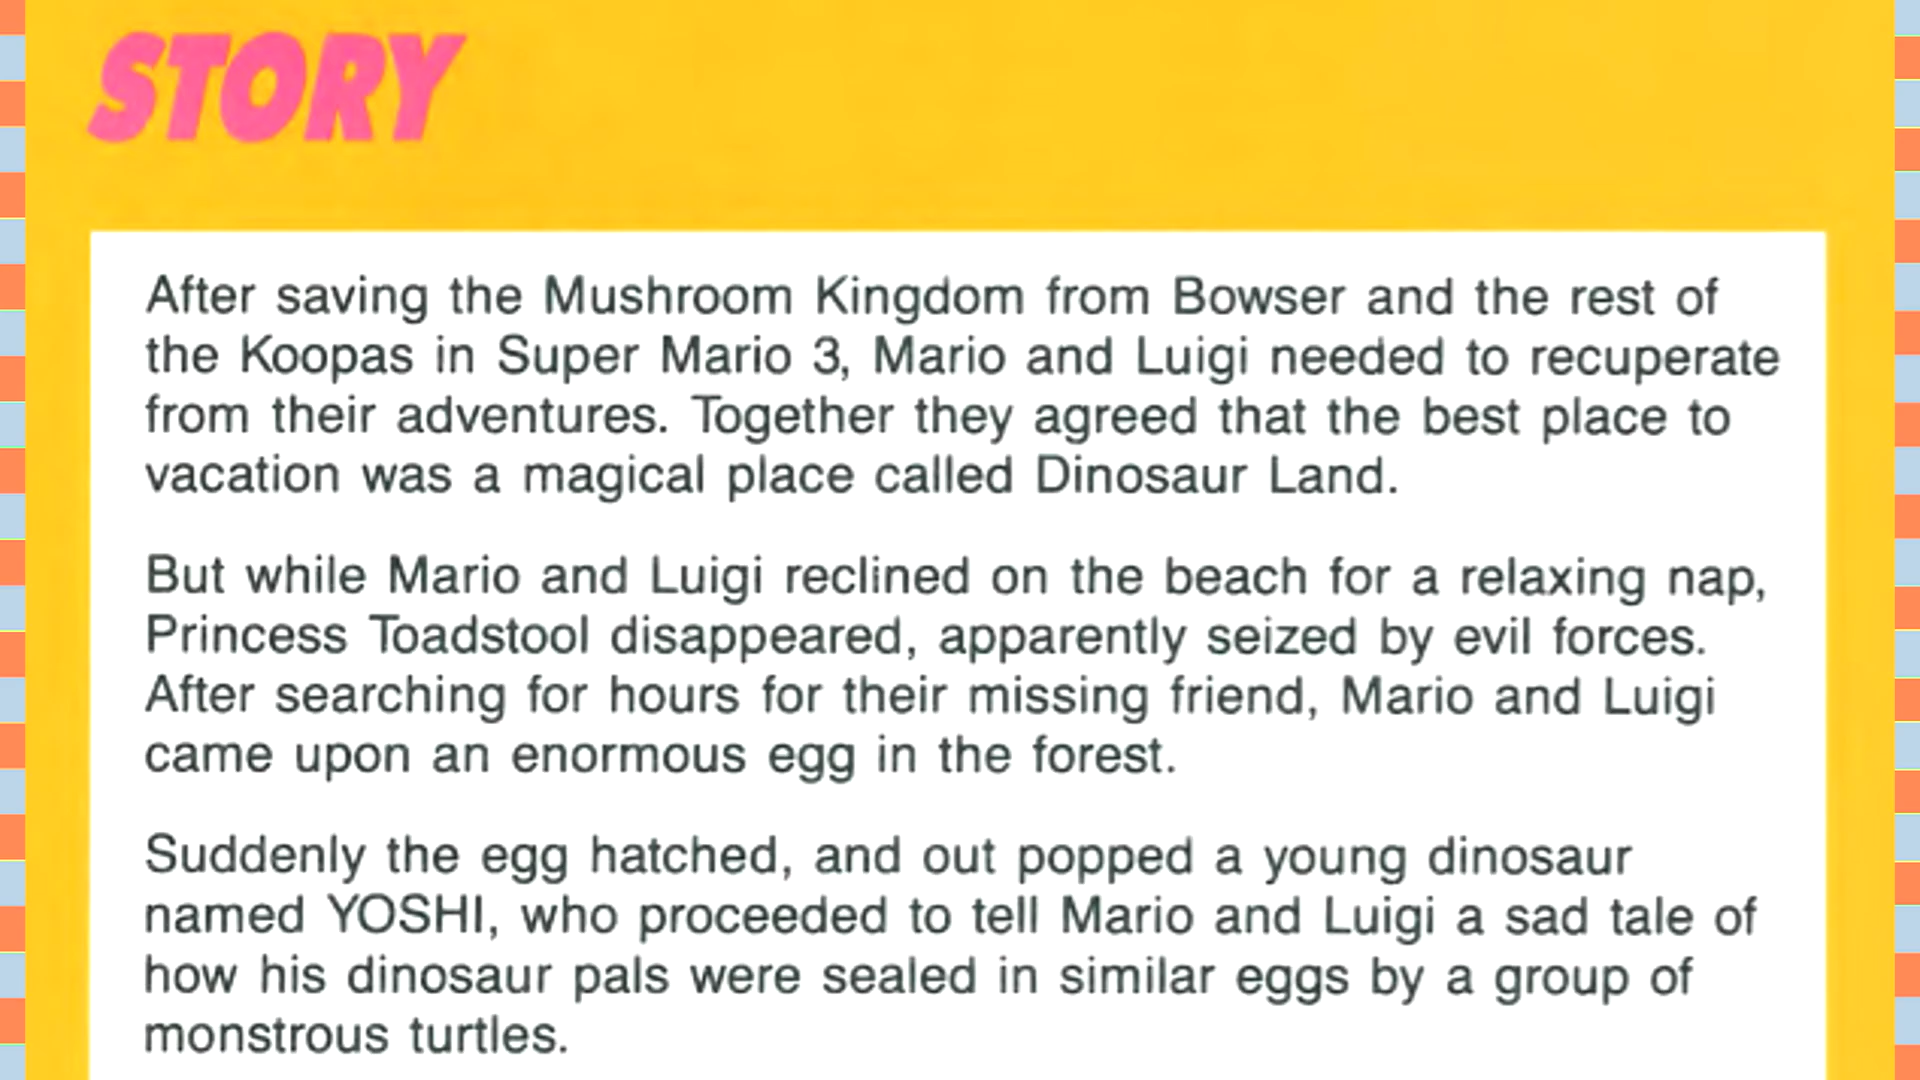 STORY
After saving the Mushroom Kingdom from Bowser and the rest of
the Koopas in Super Mario 3, Mario and Luigi needed to recuperate
from their adventures. Together they agreed that the best place to
vacation was a magical place called Dinosaur Land.
But while Mario and Luigi reclined on the beach for a relaxing nap,
Princess Toadstool disappeared, apparently seized by evil forces.
After searching for hours for their missing friend, Mario and Luigi
came upon an enormous egg in the forest.
Suddenly the egg hatched, and out popped a young dinosaur
named YOSHI, who proceeded to tell Mario and Luigi a sad tale of
how his dinosaur pals were sealed in similar eggs by a group of
monstrous turtles.